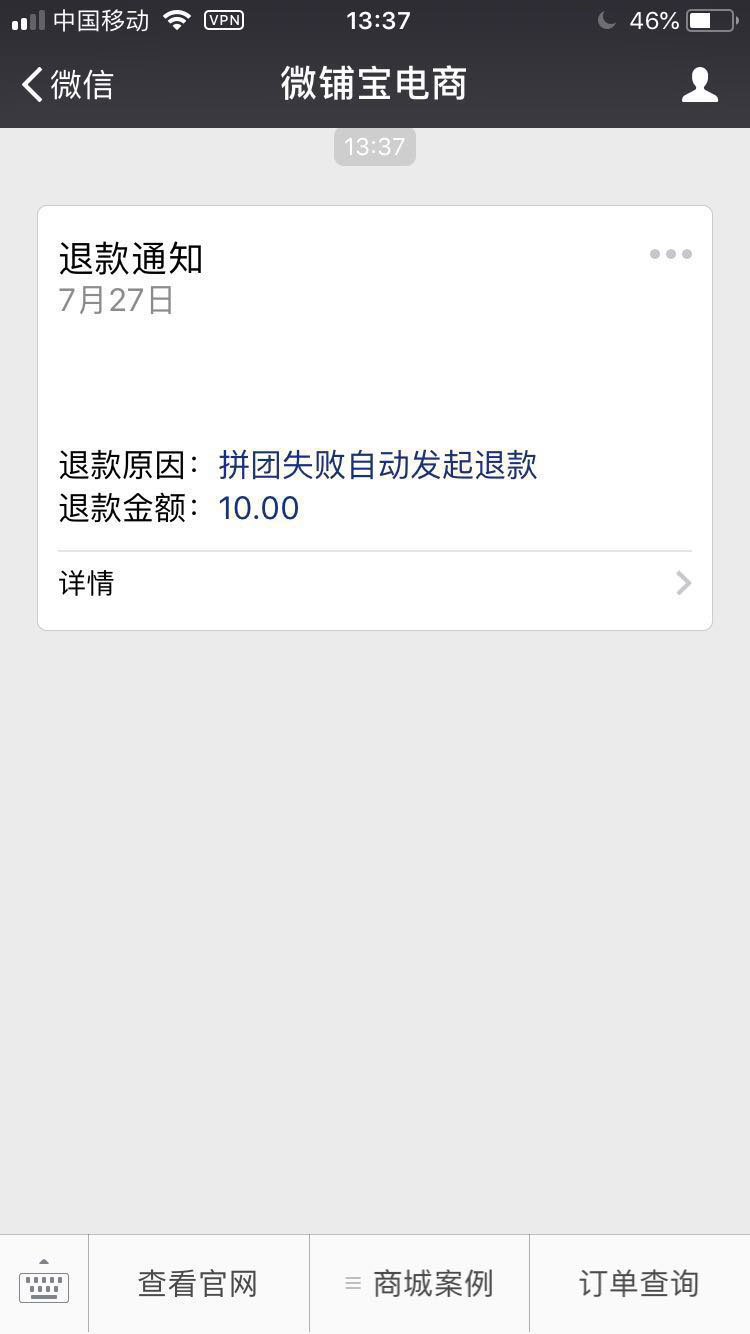 中国移动 VPN 13:37 46%
微信 微铺宝电商
13:37
退款通知
7月27日
退款原因：拼团失败自动发起退款
退款金额：10.00
详情
查看官网 商城案例 订单查询